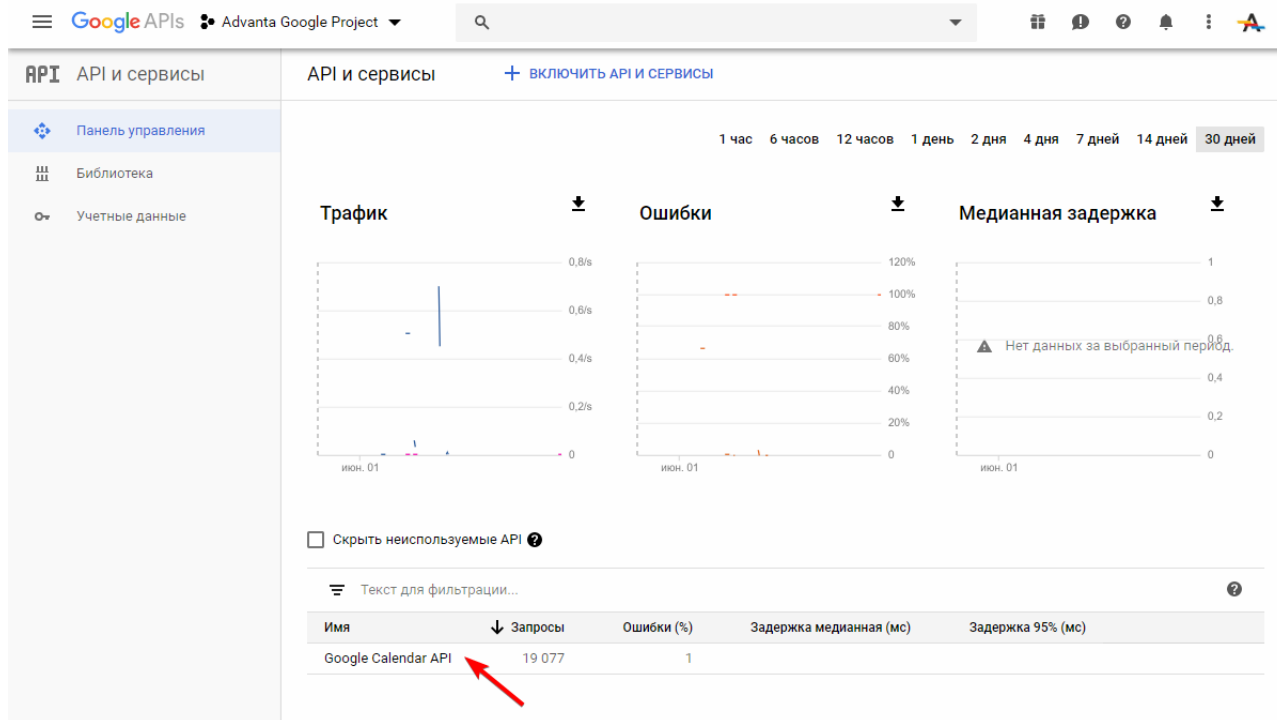 Google APIs Advanta Google Project
API API и сервисы
Панель управления
Библиотека
Учетные данные
API и сервисы + ВКЛЮЧИТЬ API И СЕРВИСЫ
1 час 6 часов 12 часов 1 день 2 дня 4 дня 7 дней 14 дней 30 дней
Трафик
0,8/s
0,6/s
0,4/s
0,2/s
0
июн. 01
Ошибки
120%
100%
80%
60%
40%
20%
0
июн. 01
Медианная задержка
1
0,8
0,6
Нет данных за выбранный период.
0,4
0,2
0
июн. 01
Скрыть неиспользуемые API
Текст для фильтрации...
Имя Запросы Ошибки (%) Задержка медианная (мс) Задержка 95% (мс)
Google Calendar API 19 077 1